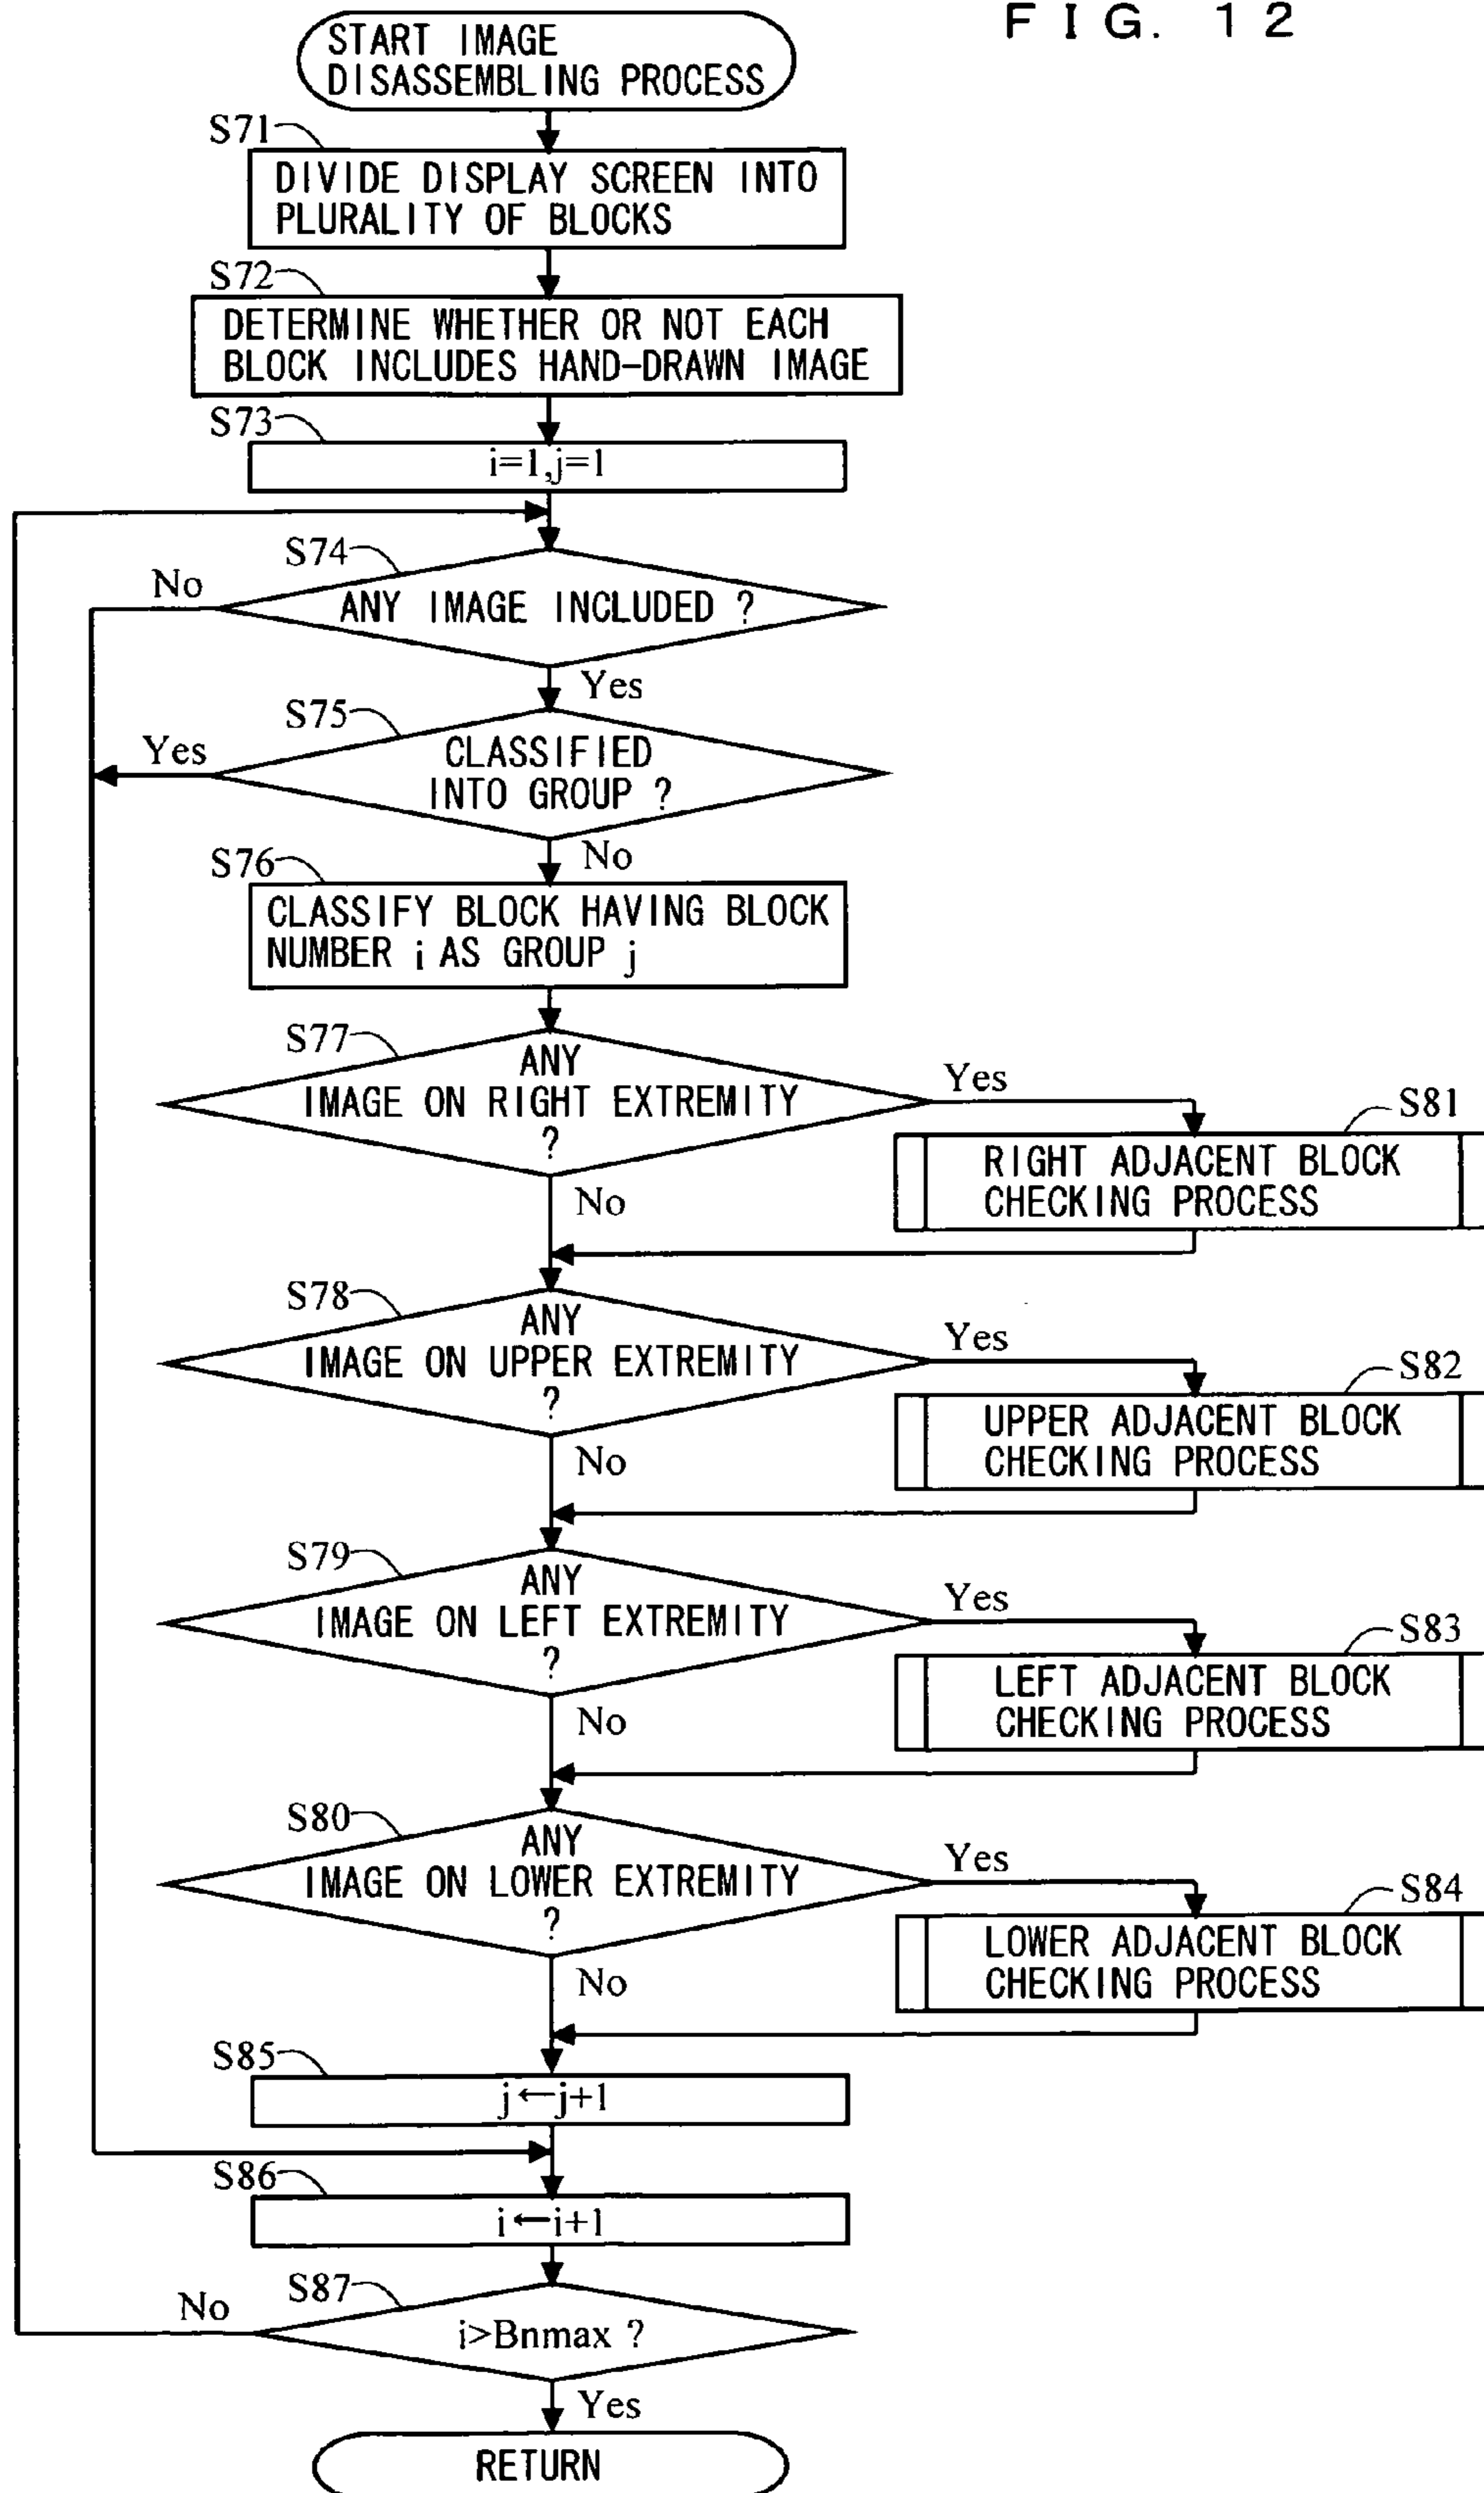 FIG. 12
START IMAGE
DISASSEMBLING PROCESS
S71
DIVIDE DISPLAY SCREEN INTO
PLURALITY OF BLOCKS
S72
DETERMINE WHETHER OR NOT EACH
BLOCK INCLUDES HAND-DRAWN IMAGE
S73
i=1,j=1
S74
No
ANY IMAGE INCLUDED ?
Yes
S75
Yes
CLASSIFIED
INTO GROUP ?
No
S76
CLASSIFY BLOCK HAVING BLOCK
NUMBER i AS GROUP j
S77
ANY
IMAGE ON RIGHT EXTREMITY
?
Yes
No
S81
RIGHT ADJACENT BLOCK
CHECKING PROCESS
S78
ANY
IMAGE ON UPPER EXTREMITY
?
Yes
No
S82
UPPER ADJACENT BLOCK
CHECKING PROCESS
S79
ANY
IMAGE ON LEFT EXTREMITY
?
Yes
No
S83
LEFT ADJACENT BLOCK
CHECKING PROCESS
S80
ANY
IMAGE ON LOWER EXTREMITY
?
Yes
No
S84
LOWER ADJACENT BLOCK
CHECKING PROCESS
S85
j←j+1
S86
i←i+1
S87
No
i>Bnmax ?
Yes
RETURN